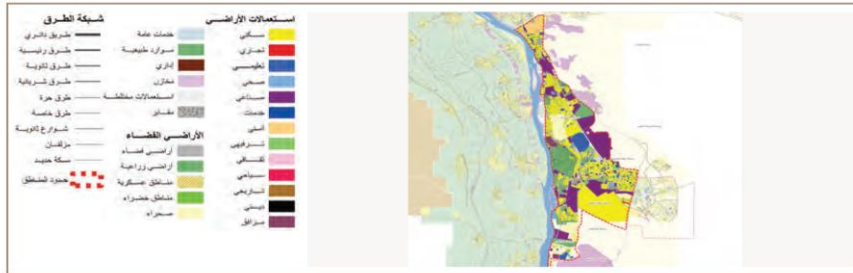 استعمالات الأراضي
سكني
تجاري
تعليمي
صحي
صناعي
خدمات
أمني
ترفيهي
ثقافي
سياحي
تاريخي
ديني
مرافق
خدمات عامة
موارد طبيعية
إداري
مخازن
استعمالات مختلطة
مقابر
الأراضي الفضاء
أراضي فضاء
أراضي زراعية
مناطق عسكرية
مناطق خضراء
صحراء
شبكة الطرق
طريق دائري
طرق رئيسية
طرق ثانوية
طرق شريانية
طرق حرة
طرق خاصة
شوارع ثانوية
مزلقان
سكة حديد
حدود المناطق